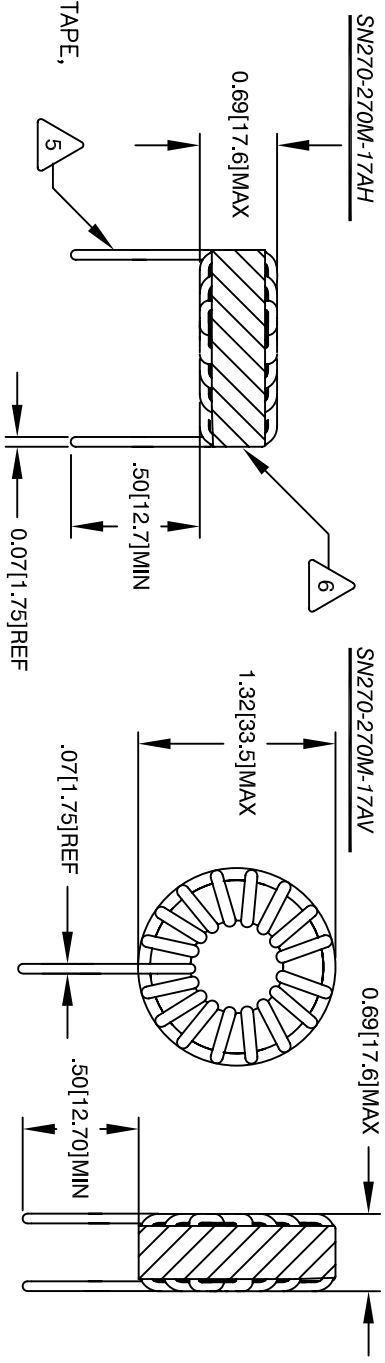 SN270-270M-17AH
0.69[17.6]MAX
TAPE,
5
.50[12.7]MIN
0.07[1.75]REF
6
SN270-270M-17AV
1.32[33.5]MAX
.07[1.75]REF
0.69[17.6]MAX
.50[12.70]MIN